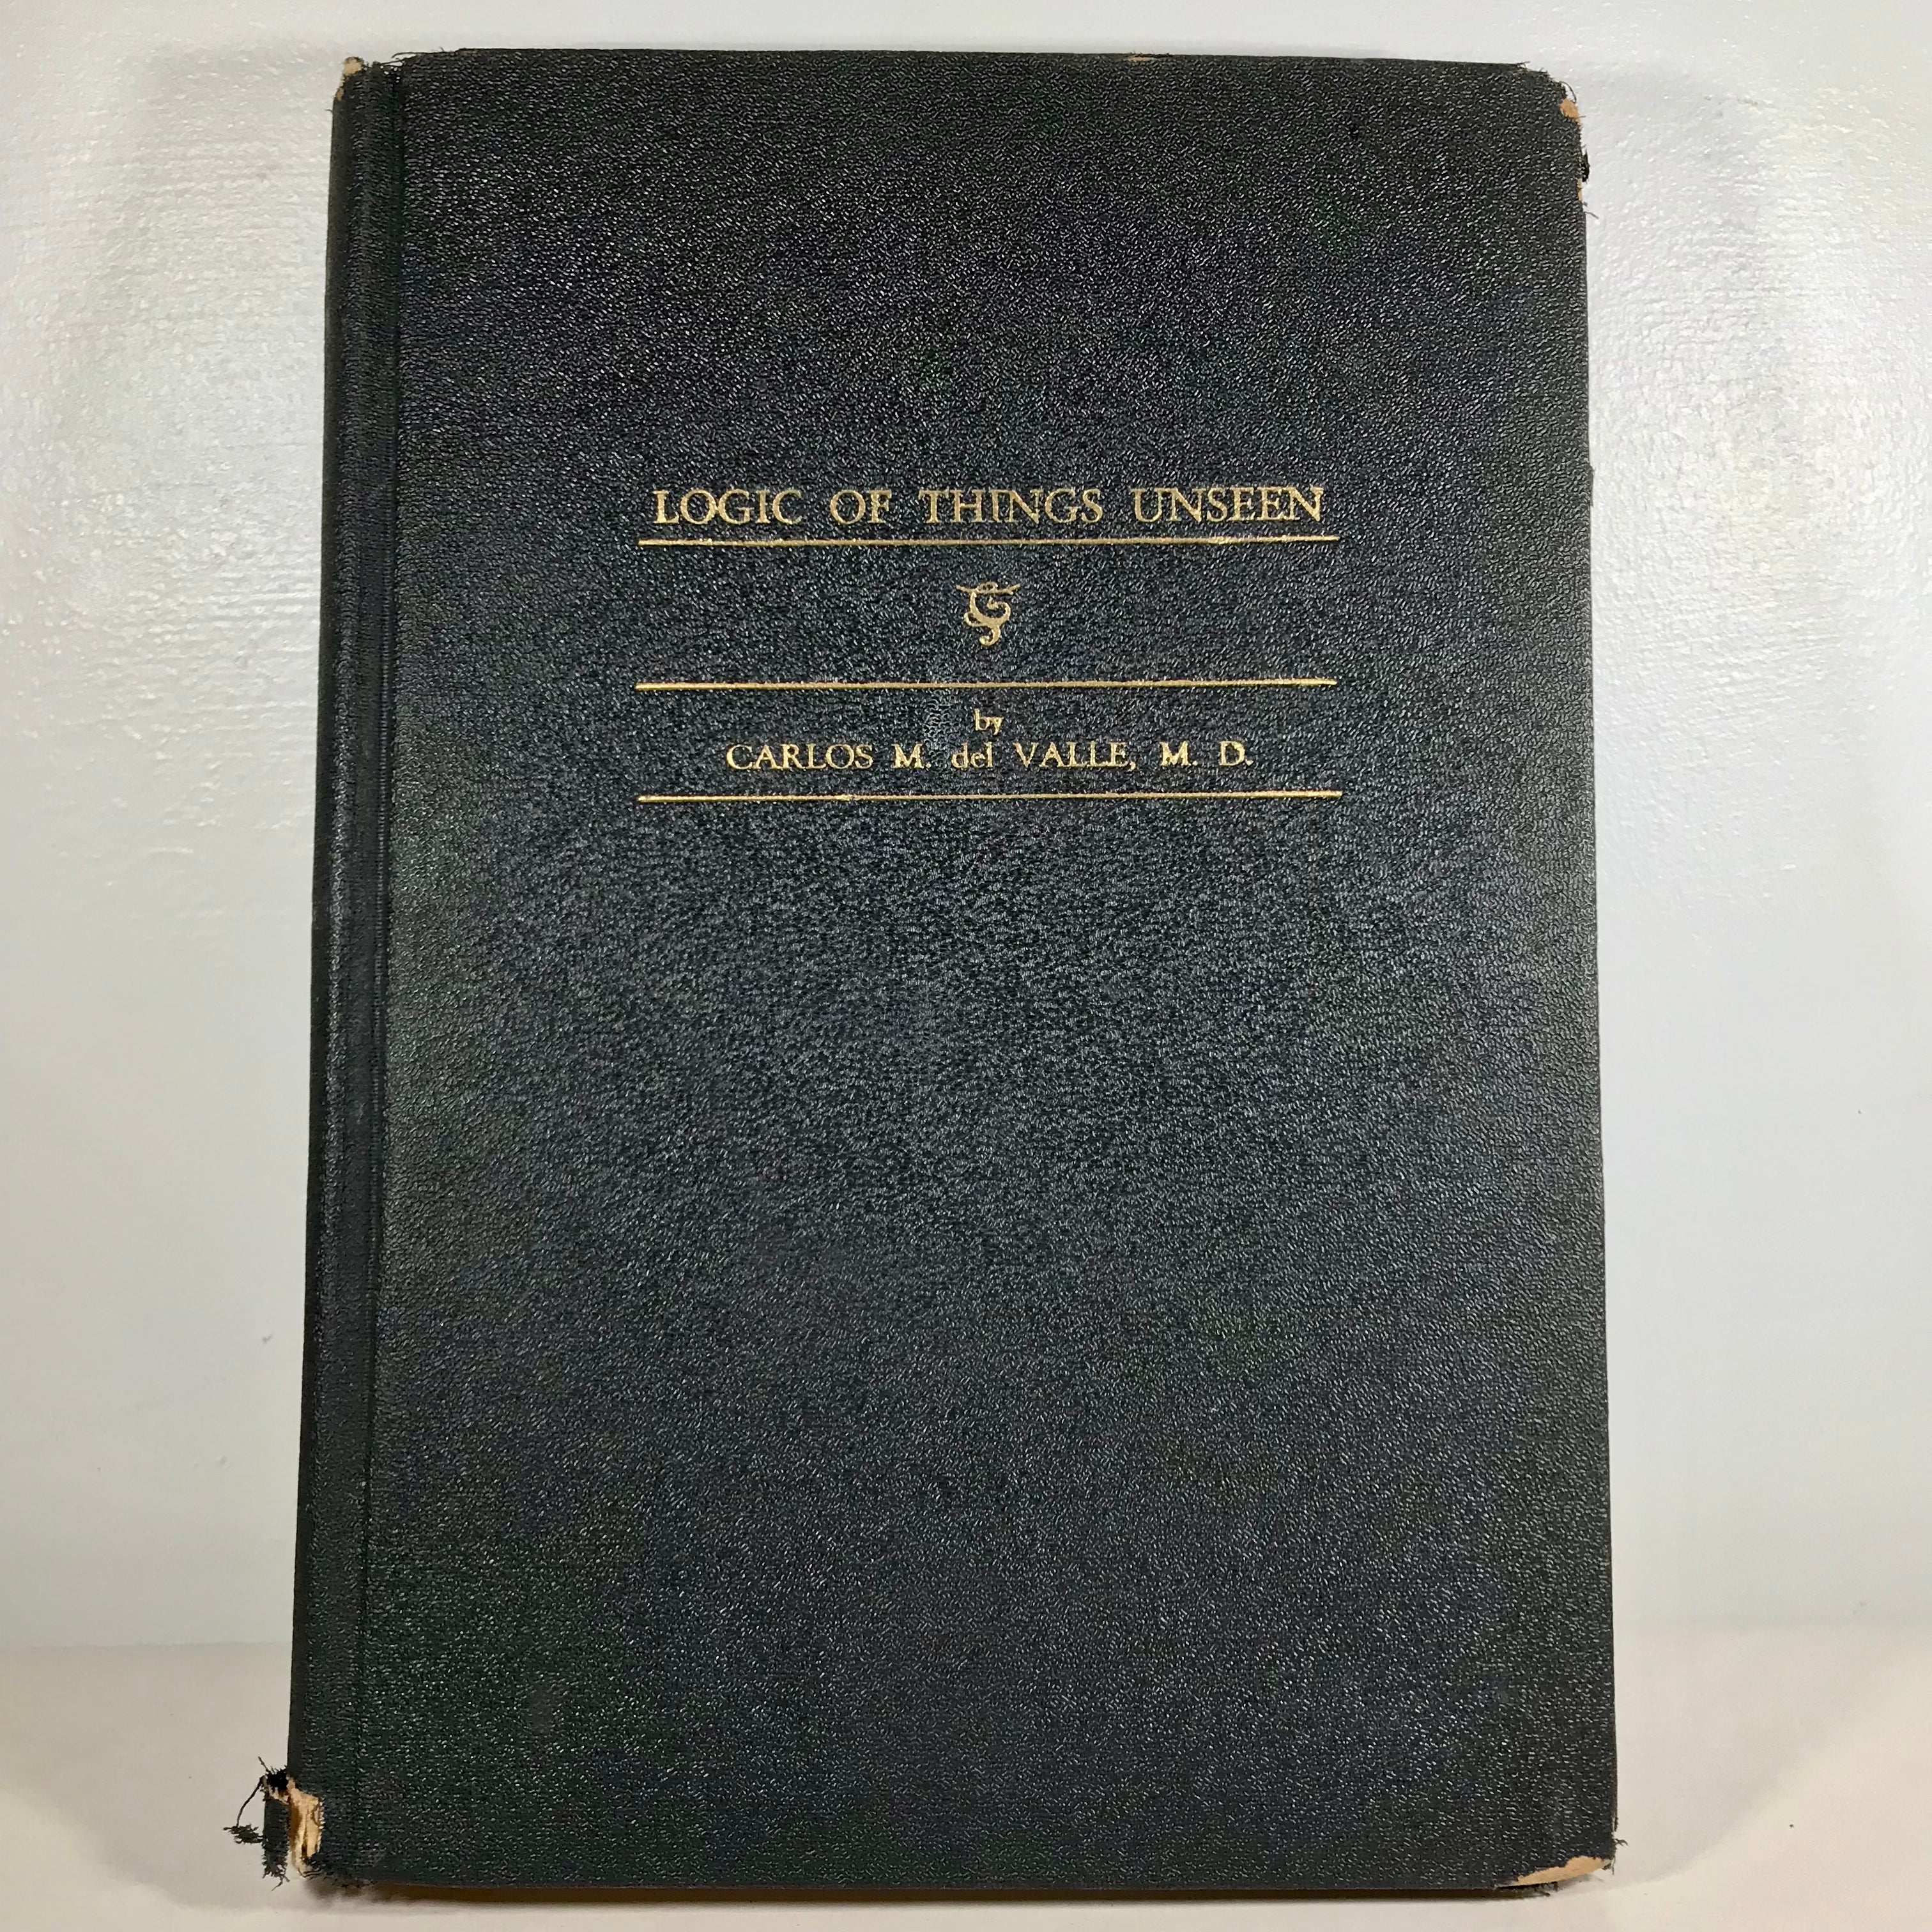 LOGIC OF THINGS UNSEEN
by
CARLOS M. del VALLE, M. D.